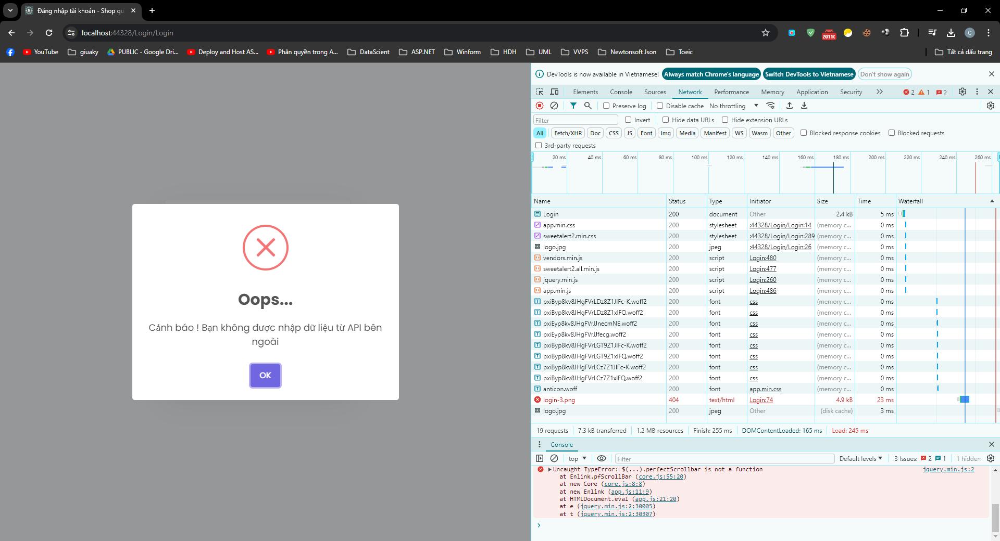 Đăng nhập tài khoản - Shop qu
localhost:44328/Login/Login
20110
C
YouTube
giuaky
PUBLIC - Google Dri...
Deploy and Host AS...
Phân quyền trong A...
DataScient
ASP.NET
Winform
HDH
UML
VVPS
Newtonsoft Json
Toeic
Tất cả dấu trang
DevTools is now available in Vietnamese!
Always match Chrome's language
Switch DevTools to Vietnamese
Don't show again
Elements
Console
Sources
Network
Performance
Memory
Application
Security
2
1
2
Preserve log
Disable cache
No throttling
Filter
Invert
Hide data URLs
Hide extension URLs
All
Fetch/XHR
Doc
CSS
JS
Font
Img
Media
Manifest
WS
Wasm
Other
Blocked response cookies
Blocked requests
3rd-party requests
20 ms
40 ms
60 ms
80 ms
100 ms
120 ms
140 ms
160 ms
180 ms
200 ms
220 ms
240 ms
260 ms
Name Status Type Initiator Size Time Waterfall
Login 200 document Other 2.4 kB 5 ms
app.min.css 200 stylesheet :44328/Login/Login:14 (memory c... 0 ms
sweetalert2.min.css 200 stylesheet :44328/Login/Login:289 (memory c... 0 ms
logo.jpg 200 jpeg :44328/Login/Login:26 (memory c... 0 ms
vendors.min.js 200 script Login:480 (memory c... 0 ms
sweetalert2.all.min.js 200 script Login:477 (memory c... 0 ms
jquery.min.js 200 script Login:260 (memory c... 0 ms
app.min.js 200 script Login:486 (memory c... 0 ms
pxiByp8kv8JHgFVrLDz8Z1JlFc-K.woff2 200 font css (memory c... 0 ms
pxiByp8kv8JHgFVrLDz8Z1xlFQ.woff2 200 font css (memory c... 0 ms
pxiEyp8kv8JHgFVrJJnecmNE.woff2 200 font css (memory c... 0 ms
pxiEyp8kv8JHgFVrJJfecg.woff2 200 font css (memory c... 0 ms
pxiByp8kv8JHgFVrLGT9Z1JlFc-K.woff2 200 font css (memory c... 0 ms
pxiByp8kv8JHgFVrLGT9Z1xlFQ.woff2 200 font css (memory c... 0 ms
pxiByp8kv8JHgFVrLCz7Z1JlFc-K.woff2 200 font css (memory c... 0 ms
pxiByp8kv8JHgFVrLCz7Z1xlFQ.woff2 200 font css (memory c... 0 ms
anticon.woff 200 font app.min.css (memory c... 0 ms
login-3.png 404 text/html Login:74 4.9 kB 23 ms
logo.jpg 200 jpeg Other (disk cache) 3 ms
19 requests 7.3 kB transferred 1.2 MB resources Finish: 255 ms DOMContentLoaded: 165 ms Load: 245 ms
Console
top
Filter
Default levels
3 Issues: 2 1
1 hidden
Uncaught TypeError: $(...).perfectScrollbar is not a function jquery.min.js:2
at Enlink.pfScrollBar (core.js:55:20)
at new Core (core.js:8:8)
at new Enlink (app.js:11:9)
at HTMLDocument.eval (app.js:21:20)
at e (jquery.min.js:2:30005)
at t (jquery.min.js:2:30307)
Oops...
Cảnh báo ! Bạn không được nhập dữ liệu từ API bên
ngoài
OK